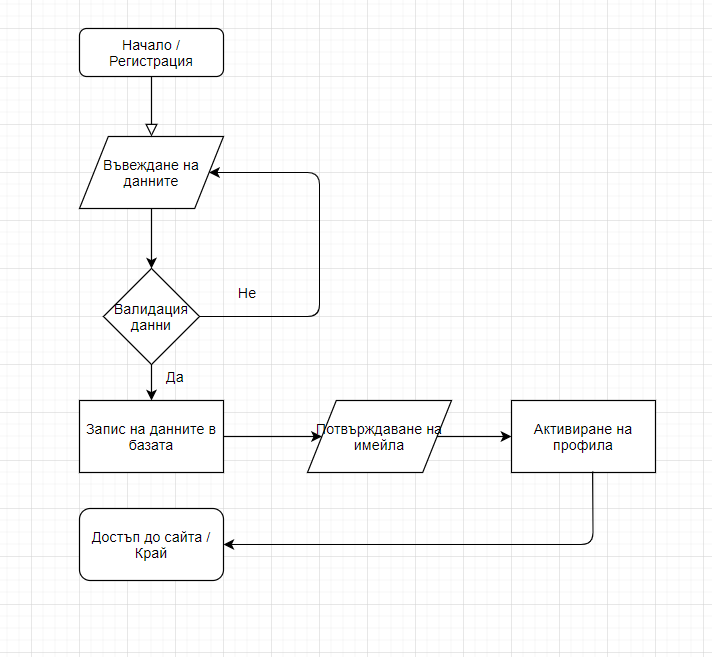 Начало /
Регистрация
Въвеждане на
данните
Не
Валидация
данни
Да
Запис на данните в
базата
Потвърждаване на
имейла
Активиране на
профила
Достъп до сайта /
Край